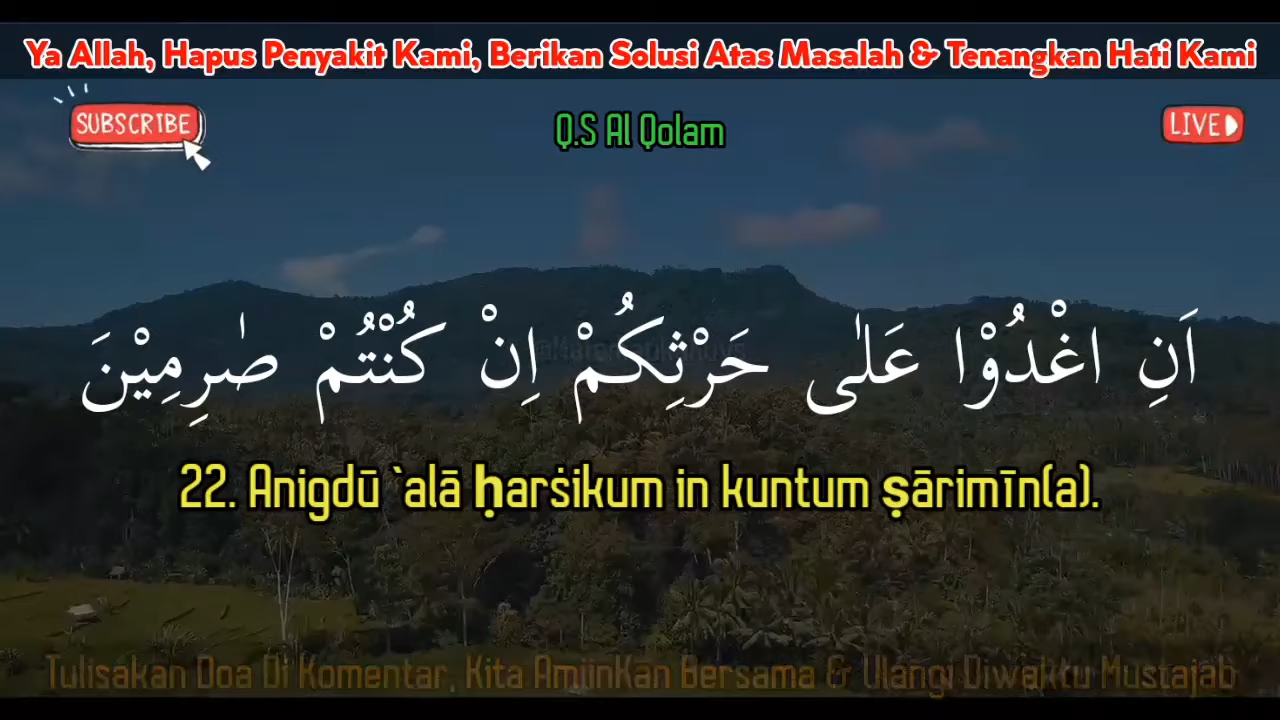 Ya Allah, Hapus Penyakit Kami, Berikan Solusi Atas Masalah & Tenangkan Hati Kami
SUBSCRIBE
Q.S Al Qolam
LIVE
اَنِ اغْدُوْا عَلٰى حَرْثِكُمْ اِنْ كُنْتُمْ صٰرِمِيْنَ
22. Anigdū `alā ḥarṡikum in kuntum ṣārimīn(a).
Tulisakan Doa Di Komentar, Kita AmiinKan Bersama & Ulangi Diwaktu Mustajab